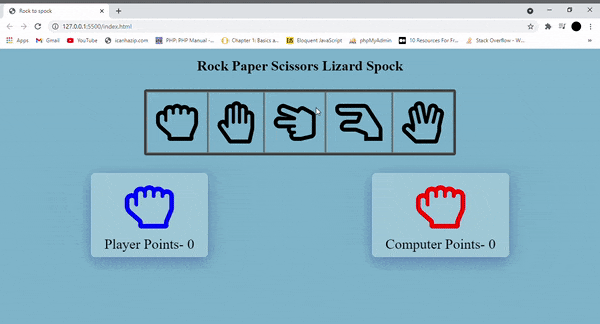 Rock to spock
127.0.0.1:5500/index.html
Apps
Gmail
YouTube
icanhazip.com
PHP: PHP Manual -...
Chapter 1: Basics a...
Eloquent JavaScript
phpMyAdmin
10 Resources For Fr...
Stack Overflow - W...
Rock Paper Scissors Lizard Spock
Player Points- 0
Computer Points- 0